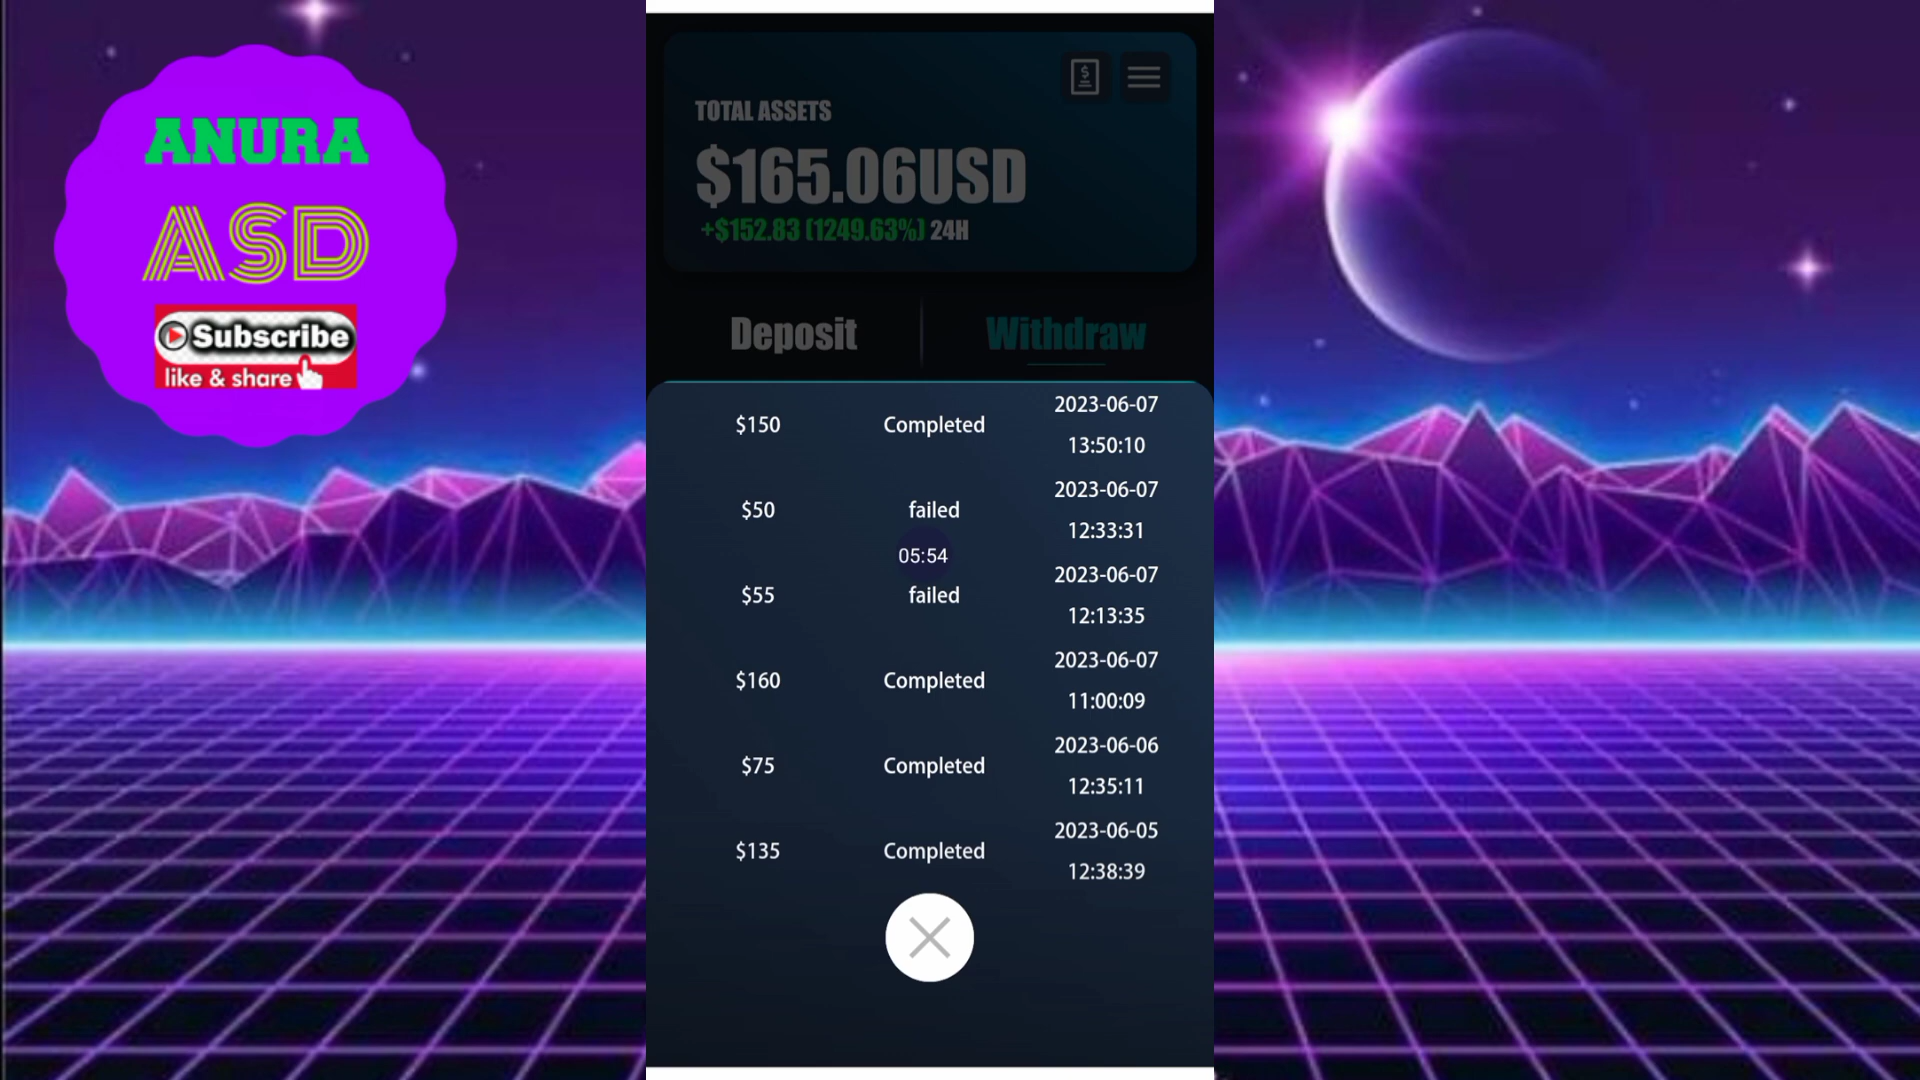 ANURA
ASD
Subscribe
like & share
TOTAL ASSETS
$165.06USD
+$152.83 (1249.63%) 24H
Deposit
Withdraw
$150 Completed 2023-06-07
13:50:10
$50 failed 2023-06-07
12:33:31
05:54
$55 failed 2023-06-07
12:13:35
$160 Completed 2023-06-07
11:00:09
$75 Completed 2023-06-06
12:35:11
$135 Completed 2023-06-05
12:38:39